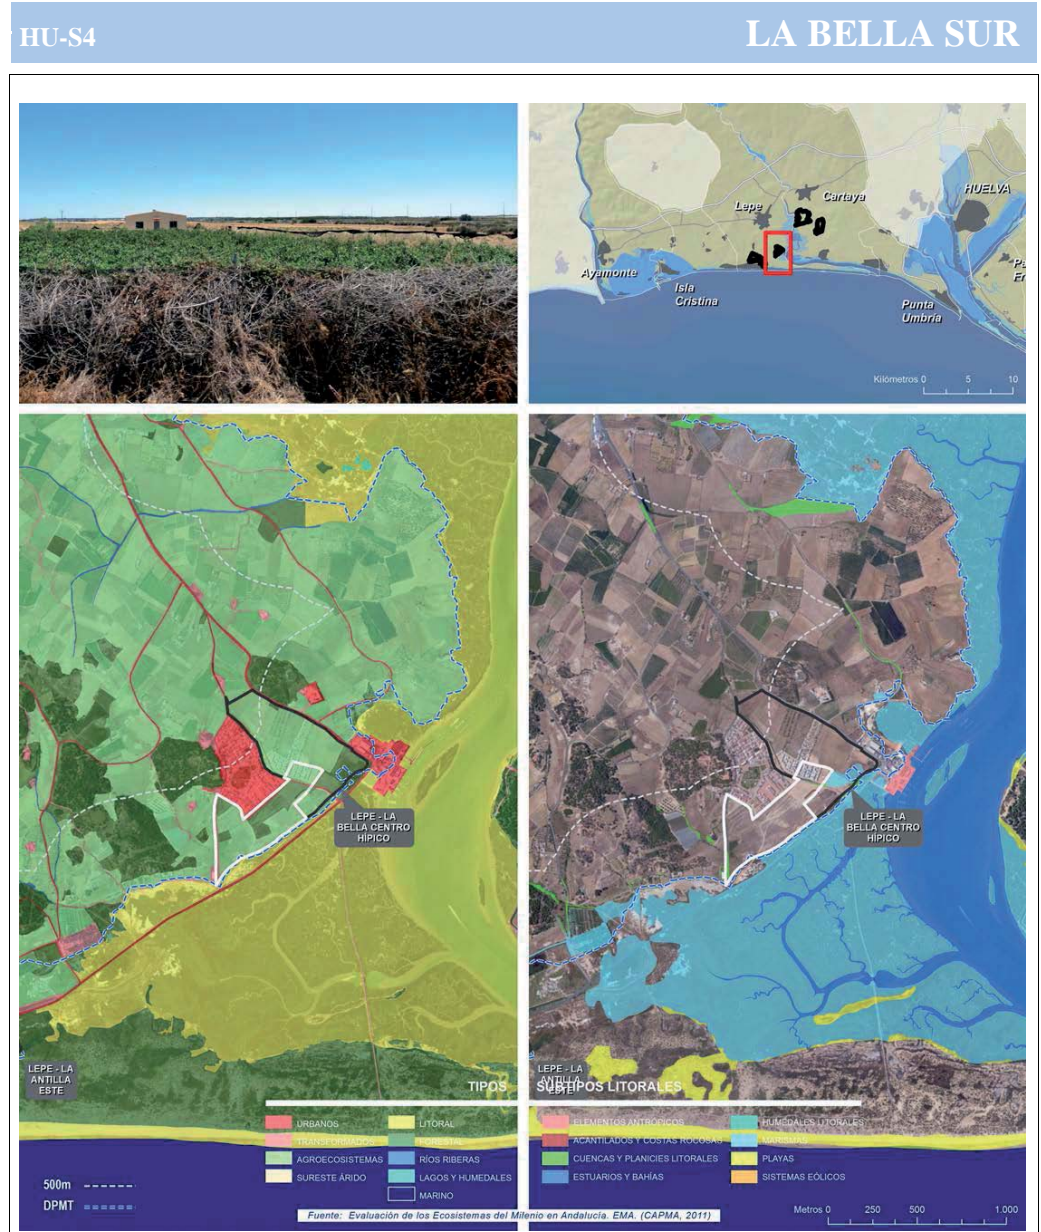 HU-S4
LA BELLA SUR
Lepe
Cartaya
HUELVA
Ayamonte
Isla
Cristina
Punta
Umbría
Kilómetros 0 5 10
LEPE - LA
BELLA CENTRO
HÍPICO
LEPE - LA
BELLA CENTRO
HÍPICO
LEPE - LA
ANTILLA
ESTE
LEPE - LA
ANTILLA
ESTE
TIPOS
SUBTIPOS LITORALES
URBANOS
TRANSFORMADOS
AGROECOSISTEMAS
SURESTE ÁRIDO
LITORAL
FORESTAL
RÍOS RIBERAS
LAGOS Y HUMEDALES
MARINO
ELEMENTOS ANTRÓPICOS
ACANTILADOS Y COSTAS ROCOSAS
CUENCAS Y PLANICIES LITORALES
ESTUARIOS Y BAHÍAS
HUMEDALES LITORALES
MARISMAS
PLAYAS
SISTEMAS EÓLICOS
500m
DPMT
Fuente: Evaluación de los Ecosistemas del Milenio en Andalucía. EMA. (CAPMA, 2011)
Metros 0 250 500 1.000